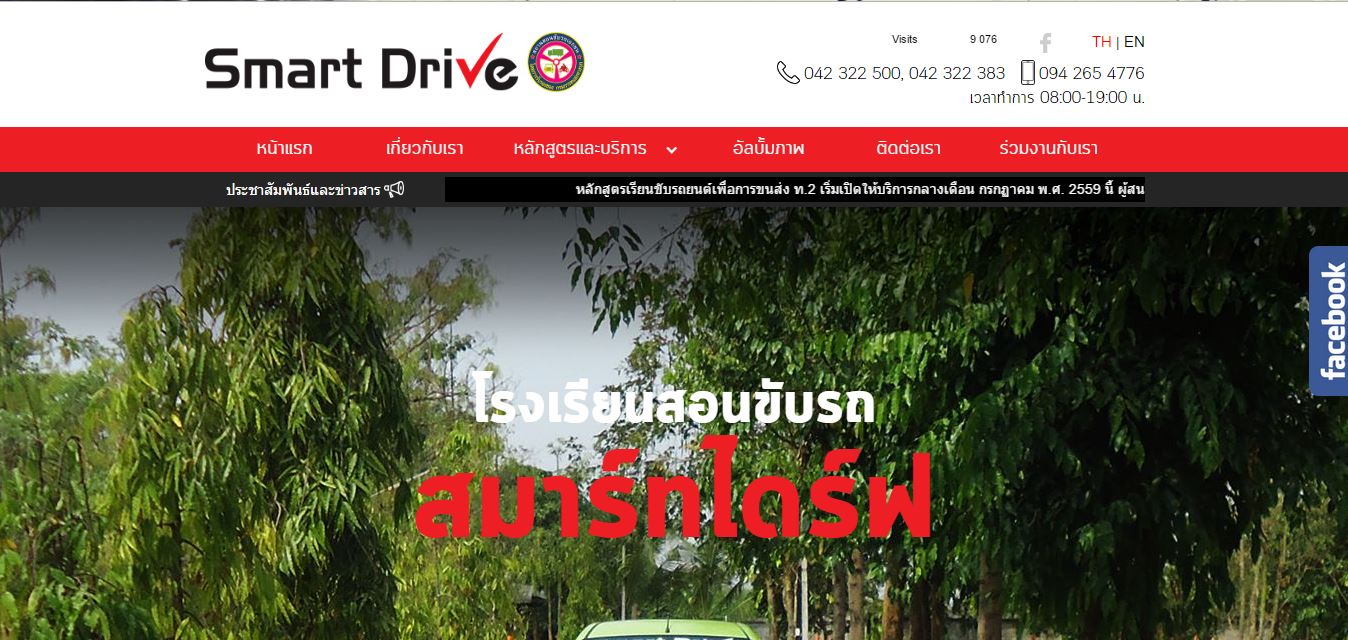 Smart Drive
Visits 9 076
TH | EN
042 322 500, 042 322 383 094 265 4776
เวลาทำการ 08:00-19:00 น.
หน้าแรก เกี่ยวกับเรา หลักสูตรและบริการ อัลบั้มภาพ ติดต่อเรา ร่วมงานกับเรา
ประชาสัมพันธ์และข่าวสาร หลักสูตรเรียนขับรถยนต์เพื่อการขนส่ง ท.2 เริ่มเปิดให้บริการกลางเดือน กรกฏาคม พ.ศ. 2559 นี้ ผู้สน
facebook
โรงเรียนสอนขับรถ
สมาร์ทไดร์ฟ